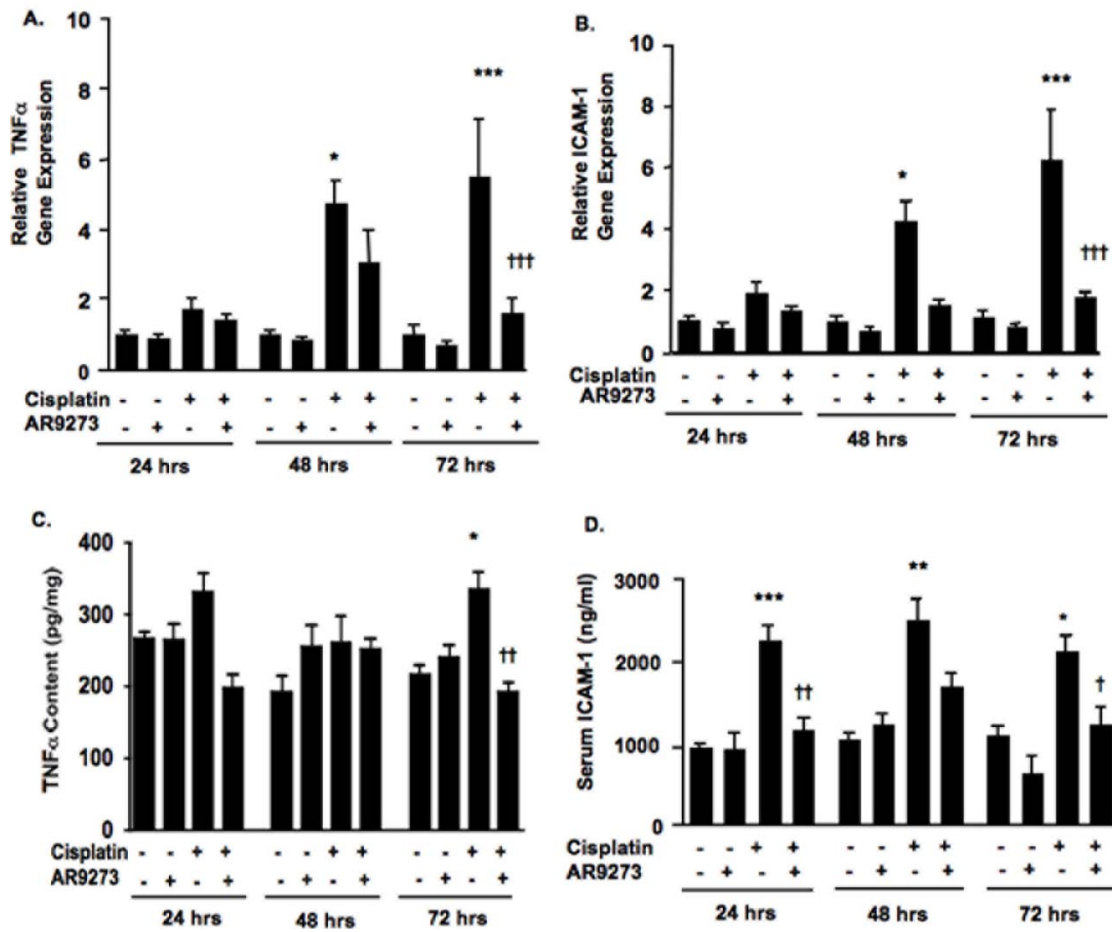 A.
Relative TNFα
Gene Expression
10
8
6
4
2
0
*
***
†††
Cisplatin - - + + - - + + - - + +
AR9273 - + - + - + - + - + - +
24 hrs 48 hrs 72 hrs
B.
Relative ICAM-1
Gene Expression
10
8
6
4
2
0
*
***
†††
Cisplatin - - + + - - + + - - + +
AR9273 - + - + - + - + - + - +
24 hrs 48 hrs 72 hrs
C.
TNFα Content (pg/mg)
400
300
200
100
0
*
††
Cisplatin - - + + - - + + - - + +
AR9273 - + - + - + - + - + - +
24 hrs 48 hrs 72 hrs
D.
Serum ICAM-1 (ng/ml)
3000
2000
1000
0
***
††
**
*
†
Cisplatin - - + + - - + + - - + +
AR9273 - + - + - + - + - + - +
24 hrs 48 hrs 72 hrs